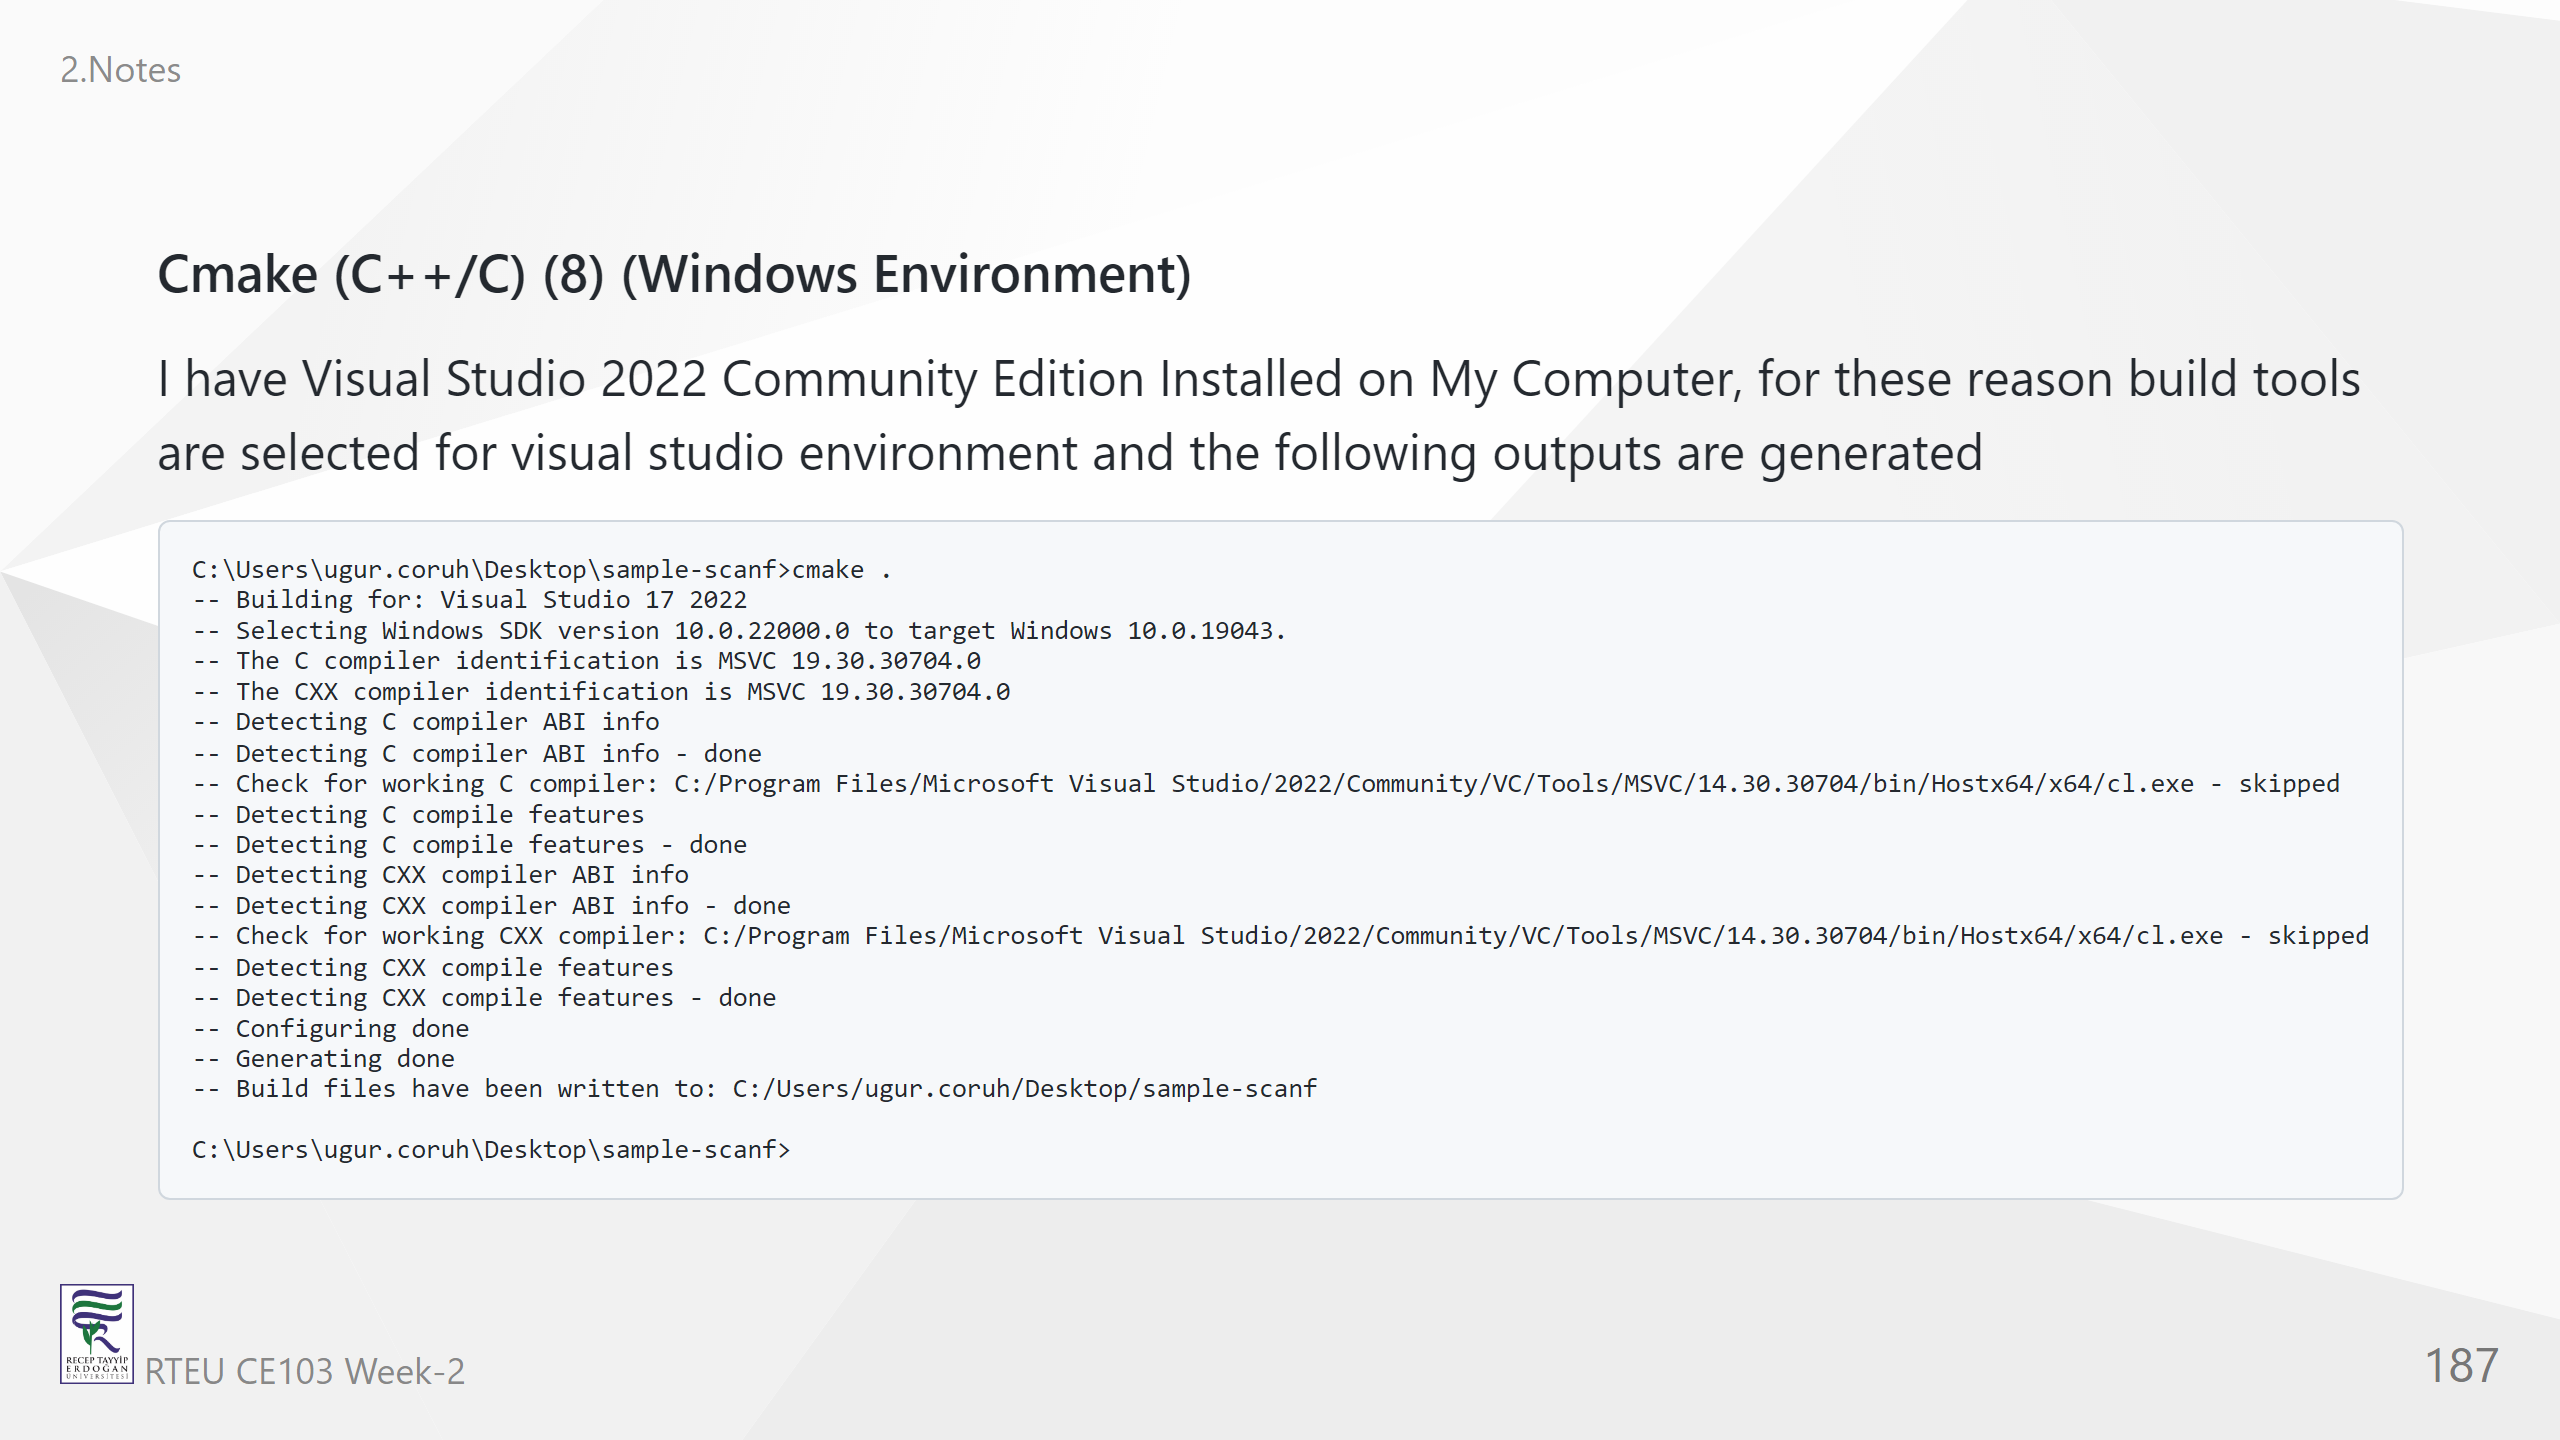 2.Notes
Cmake (C++/C) (8) (Windows Environment)
I have Visual Studio 2022 Community Edition Installed on My Computer, for these reason build tools
are selected for visual studio environment and the following outputs are generated
C:\Users\ugur.coruh\Desktop\sample-scanf>cmake .
-- Building for: Visual Studio 17 2022
-- Selecting Windows SDK version 10.0.22000.0 to target Windows 10.0.19043.
-- The C compiler identification is MSVC 19.30.30704.0
-- The CXX compiler identification is MSVC 19.30.30704.0
-- Detecting C compiler ABI info
-- Detecting C compiler ABI info - done
-- Check for working C compiler: C:/Program Files/Microsoft Visual Studio/2022/Community/VC/Tools/MSVC/14.30.30704/bin/Hostx64/x64/cl.exe - skipped
-- Detecting C compile features
-- Detecting C compile features - done
-- Detecting CXX compiler ABI info
-- Detecting CXX compiler ABI info - done
-- Check for working CXX compiler: C:/Program Files/Microsoft Visual Studio/2022/Community/VC/Tools/MSVC/14.30.30704/bin/Hostx64/x64/cl.exe - skipped
-- Detecting CXX compile features
-- Detecting CXX compile features - done
-- Configuring done
-- Generating done
-- Build files have been written to: C:/Users/ugur.coruh/Desktop/sample-scanf
C:\Users\ugur.coruh\Desktop\sample-scanf>
RECEP TAYYİP
ERDOĞAN
ÜNİVERSİTESİ
RTEU CE103 Week-2
187